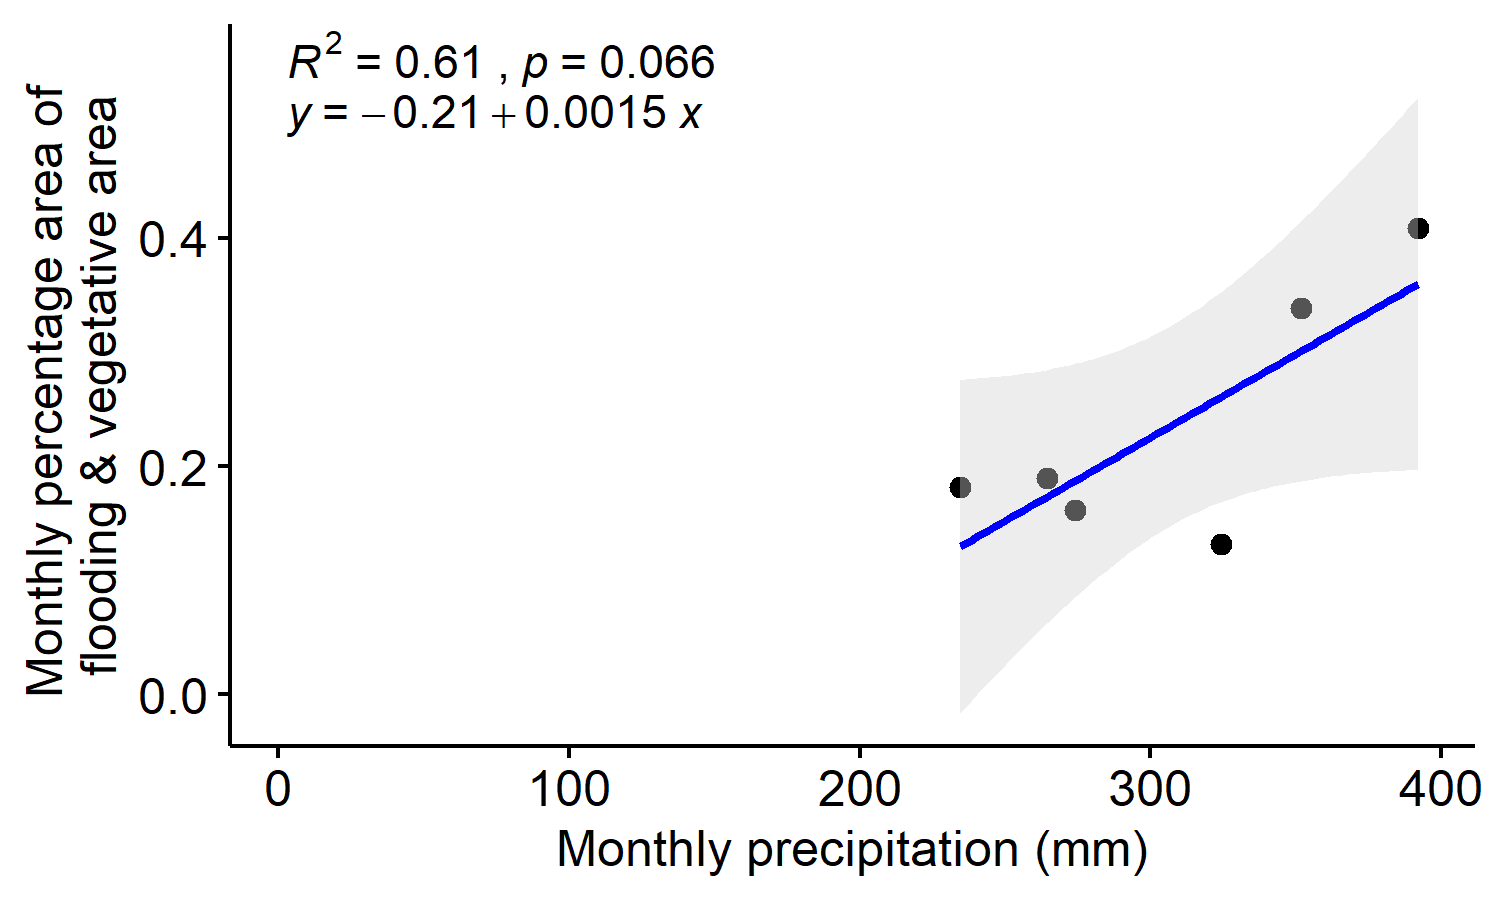 R² = 0.61 , p = 0.066
y = −0.21 + 0.0015 x
Monthly percentage area of
flooding & vegetative area
0.4
0.2
0.0
0 100 200 300 400
Monthly precipitation (mm)